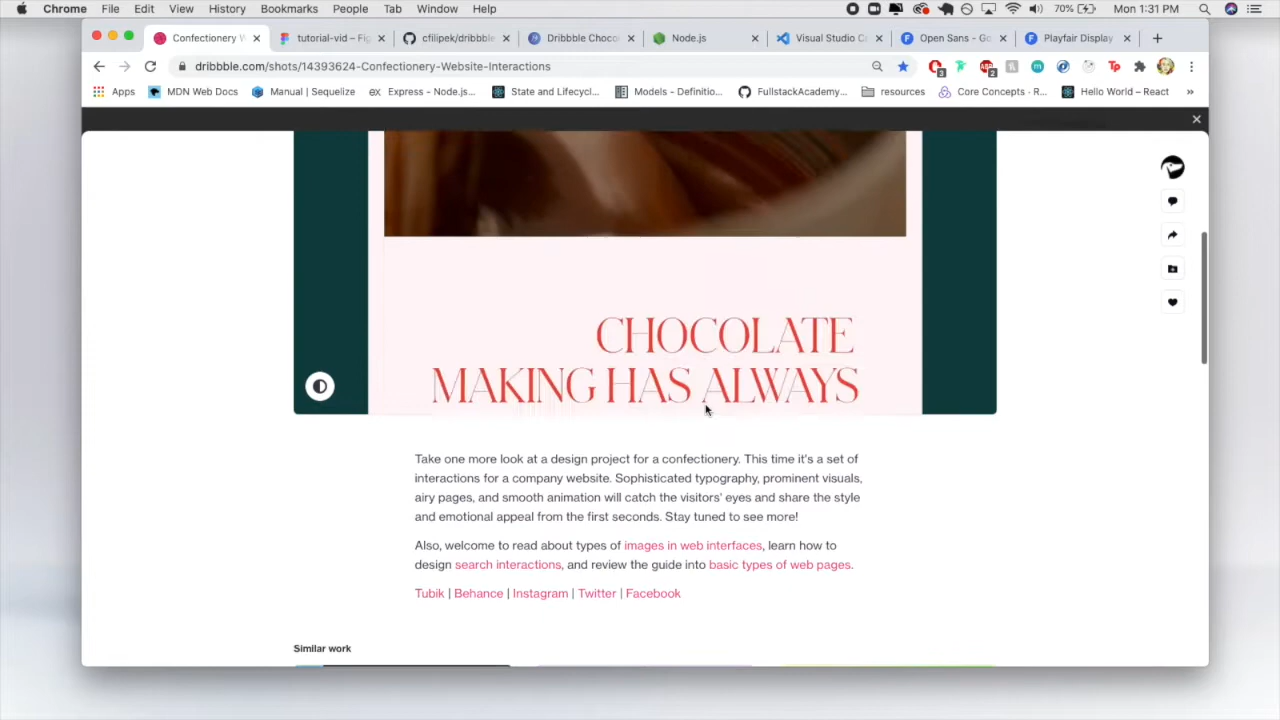 Chrome File Edit View History Bookmarks People Tab Window Help 70% Mon 1:31 PM
Confectionery W tutorial-vid – Fig cfilipek/dribbble Dribbble Choco Node.js Visual Studio C Open Sans - Go Playfair Display
dribbble.com/shots/14393624-Confectionery-Website-Interactions 3 2 Tp
Apps MDN Web Docs Manual | Sequelize ex Express - Node.js... State and Lifecycl... Models - Definitio... FullstackAcademy... resources Core Concepts · R... Hello World – React »
CHOCOLATE
MAKING HAS ALWAYS
Take one more look at a design project for a confectionery. This time it's a set of
interactions for a company website. Sophisticated typography, prominent visuals,
airy pages, and smooth animation will catch the visitors' eyes and share the style
and emotional appeal from the first seconds. Stay tuned to see more!
Also, welcome to read about types of images in web interfaces, learn how to
design search interactions, and review the guide into basic types of web pages.
Tubik | Behance | Instagram | Twitter | Facebook
Similar work